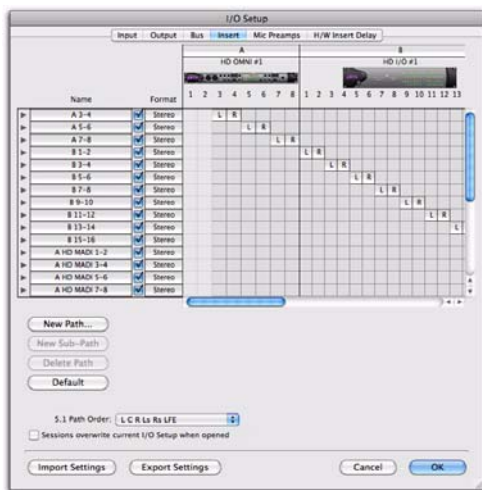 I/O Setup
Input Output Bus Insert Mic Preamps H/W Insert Delay
A B
HD OMNI #1 HD I/O #1
Name Format 1 2 3 4 5 6 7 8 1 2 3 4 5 6 7 8 9 10 11 12 13
A 3-4 Stereo L R
A 5-6 Stereo L R
A 7-8 Stereo L R
B 1-2 Stereo L R
B 3-4 Stereo L R
B 5-6 Stereo L R
B 7-8 Stereo L R
B 9-10 Stereo L R
B 11-12 Stereo L R
B 13-14 Stereo L
B 15-16 Stereo
A HD MADI 1-2 Stereo
A HD MADI 3-4 Stereo
A HD MADI 5-6 Stereo
A HD MADI 7-8 Stereo
New Path...
New Sub-Path
Delete Path
Default
5.1 Path Order: L C R Ls Rs LFE
Sessions overwrite current I/O Setup when opened
Import Settings Export Settings Cancel OK